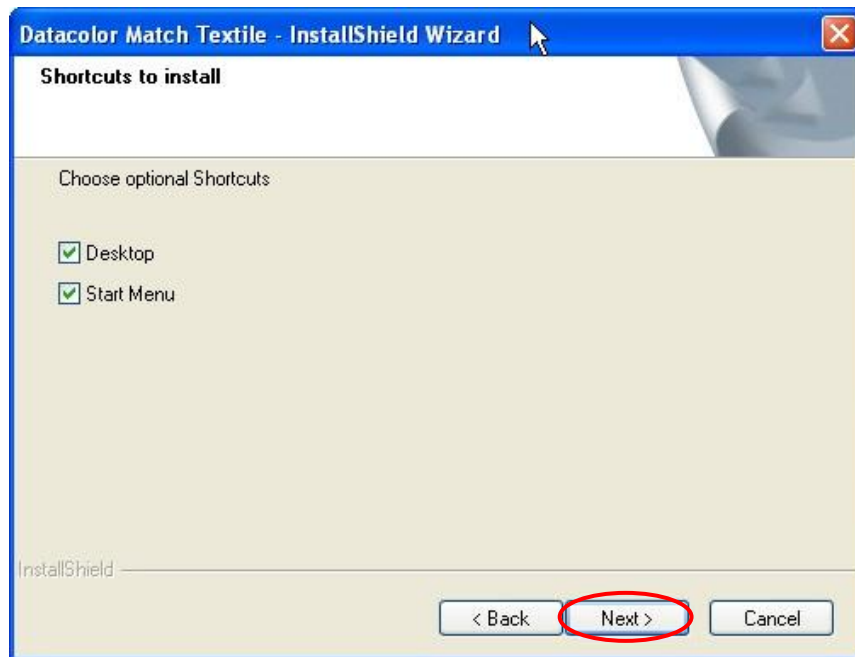 Datacolor Match Textile - InstallShield Wizard
Shortcuts to install
Choose optional Shortcuts
Desktop
Start Menu
InstallShield
< Back
Next >
Cancel